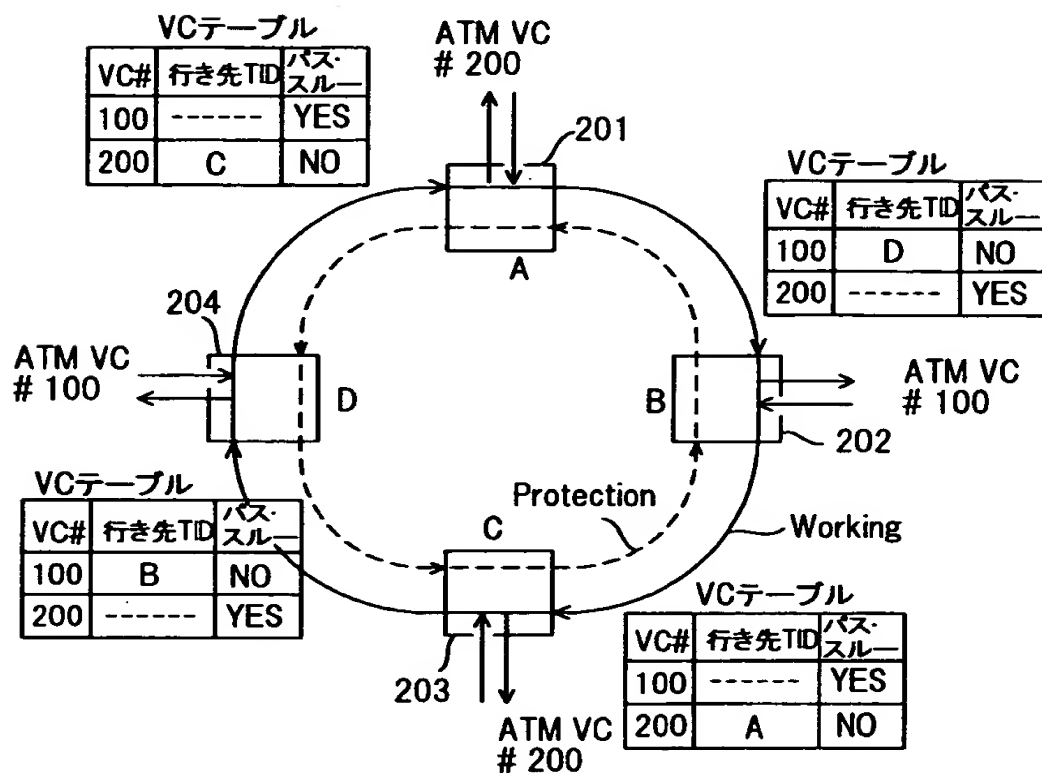 VCテーブル
VC# 行き先TID パス・スルー
100 ------ YES
200 C NO
ATM VC
# 200
201
A
VCテーブル
VC# 行き先TID パス・スルー
100 D NO
200 ------ YES
204
ATM VC
# 100
D
B
ATM VC
# 100
202
VCテーブル
VC# 行き先TID パス・スルー
100 B NO
200 ------ YES
Protection
Working
C
203
ATM VC
# 200
VCテーブル
VC# 行き先TID パス・スルー
100 ------ YES
200 A NO